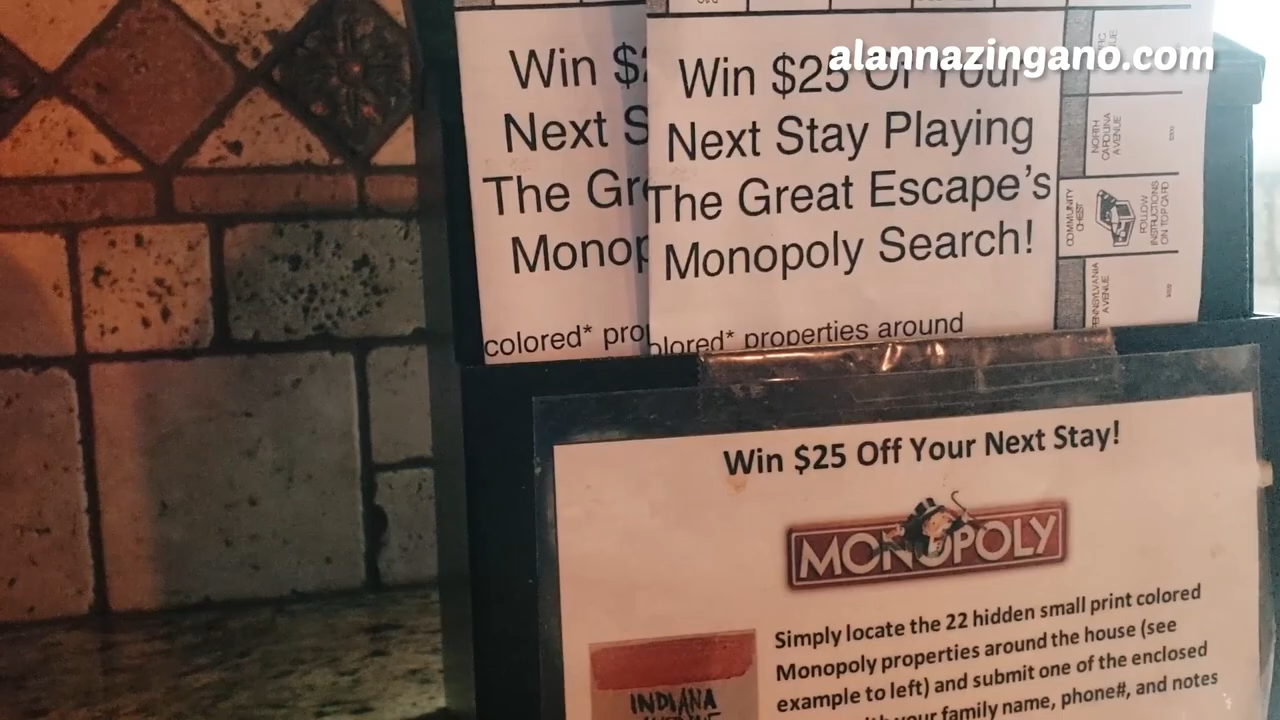 alannazingano.com
Win $2
Next S
The Gr
Monop
colored* pro
Win $25 Of Your
Next Stay Playing
The Great Escape's
Monopoly Search!
olored* properties around
NORTH
CAROLINA
AVENUE
COMMUNITY
CHEST
FOLLOW
INSTRUCTIONS
ON TOP CARD
PENNSYLVANIA
AVENUE
Win $25 Off Your Next Stay!
MONOPOLY
INDIANA
Simply locate the 22 hidden small print colored
Monopoly properties around the house (see
example to left) and submit one of the enclosed
your family name, phone#, and notes